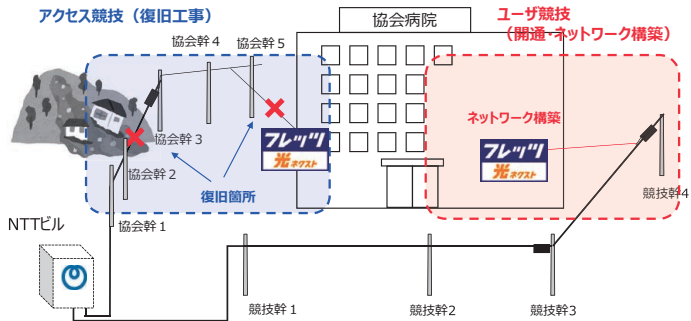 アクセス競技（復旧工事）
協会病院
ユーザ競技
（開通・ネットワーク構築）
協会幹４
協会幹５
ネットワーク構築
協会幹３
フレッツ
光ネクスト
フレッツ
光ネクスト
協会幹２
復旧箇所
競技幹4
協会幹１
NTTビル
競技幹１
競技幹2
競技幹3